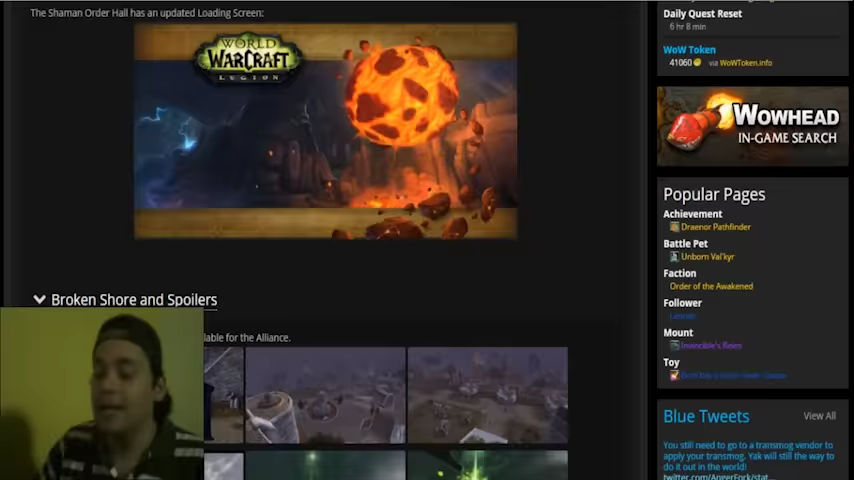 The Shaman Order Hall has an updated Loading Screen:
WORLD
WARCRAFT
LEGION
Broken Shore and Spoilers
lable for the Alliance.
Daily Quest Reset
6 hr 8 min
WoW Token
41060 via WoWToken.info
WOWHEAD
IN-GAME SEARCH
Popular Pages
Achievement
Draenor Pathfinder
Battle Pet
Unborn Val'kyr
Faction
Order of the Awakened
Follower
Leorajh
Mount
Invincible's Reins
Toy
Blue Tweets
View All
You still need to go to a transmog vendor to
apply your transmog. Yak will still the way to
do it out in the world!
twitter.com/AngerFork/stat...